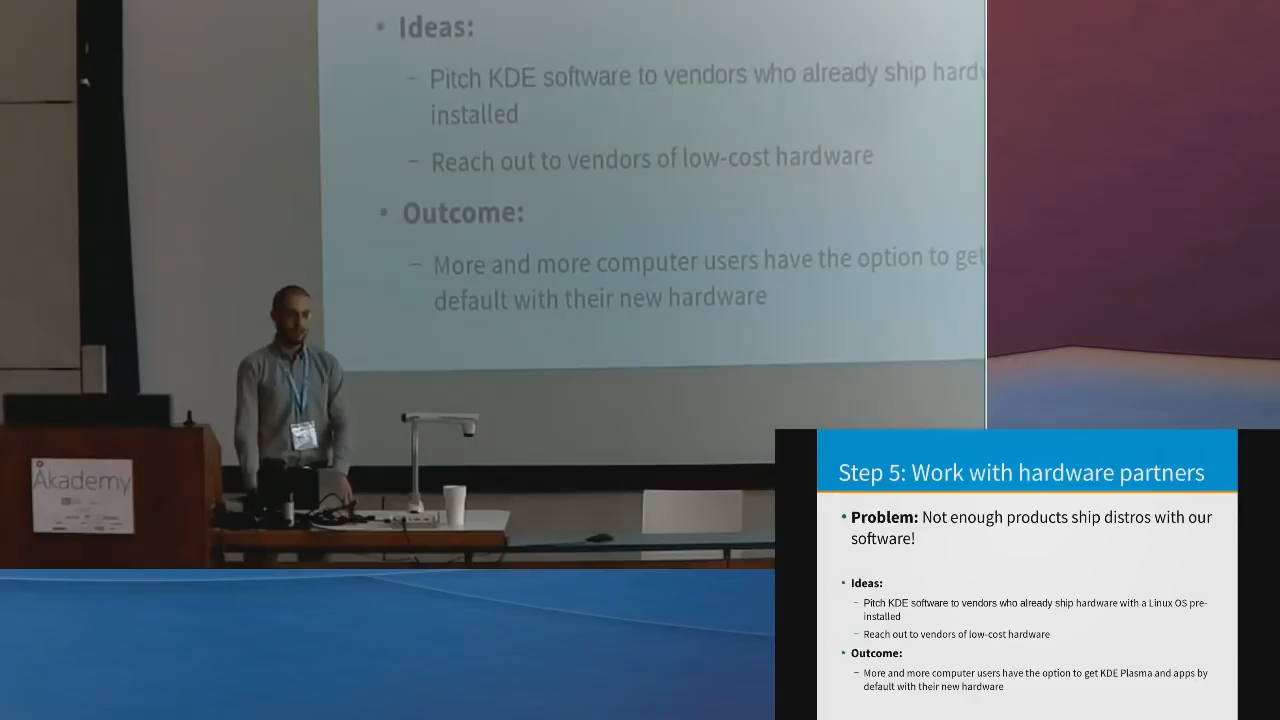 Ideas:
Pitch KDE software to vendors who already ship hardw
installed
Reach out to vendors of low-cost hardware
Outcome:
More and more computer users have the option to get
default with their new hardware
Akademy
Step 5: Work with hardware partners
Problem: Not enough products ship distros with our
software!
Ideas:
Pitch KDE software to vendors who already ship hardware with a Linux OS pre-
installed
Reach out to vendors of low-cost hardware
Outcome:
More and more computer users have the option to get KDE Plasma and apps by
default with their new hardware